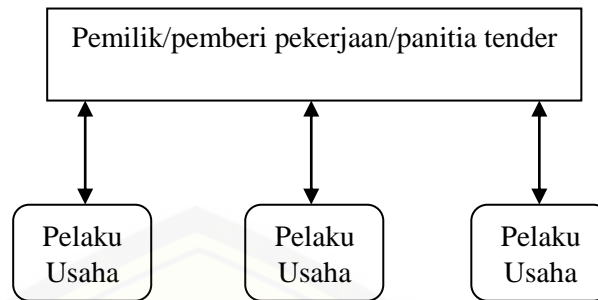 Pemilik/pemberi pekerjaan/panitia tender
Pelaku
Usaha
Pelaku
Usaha
Pelaku
Usaha